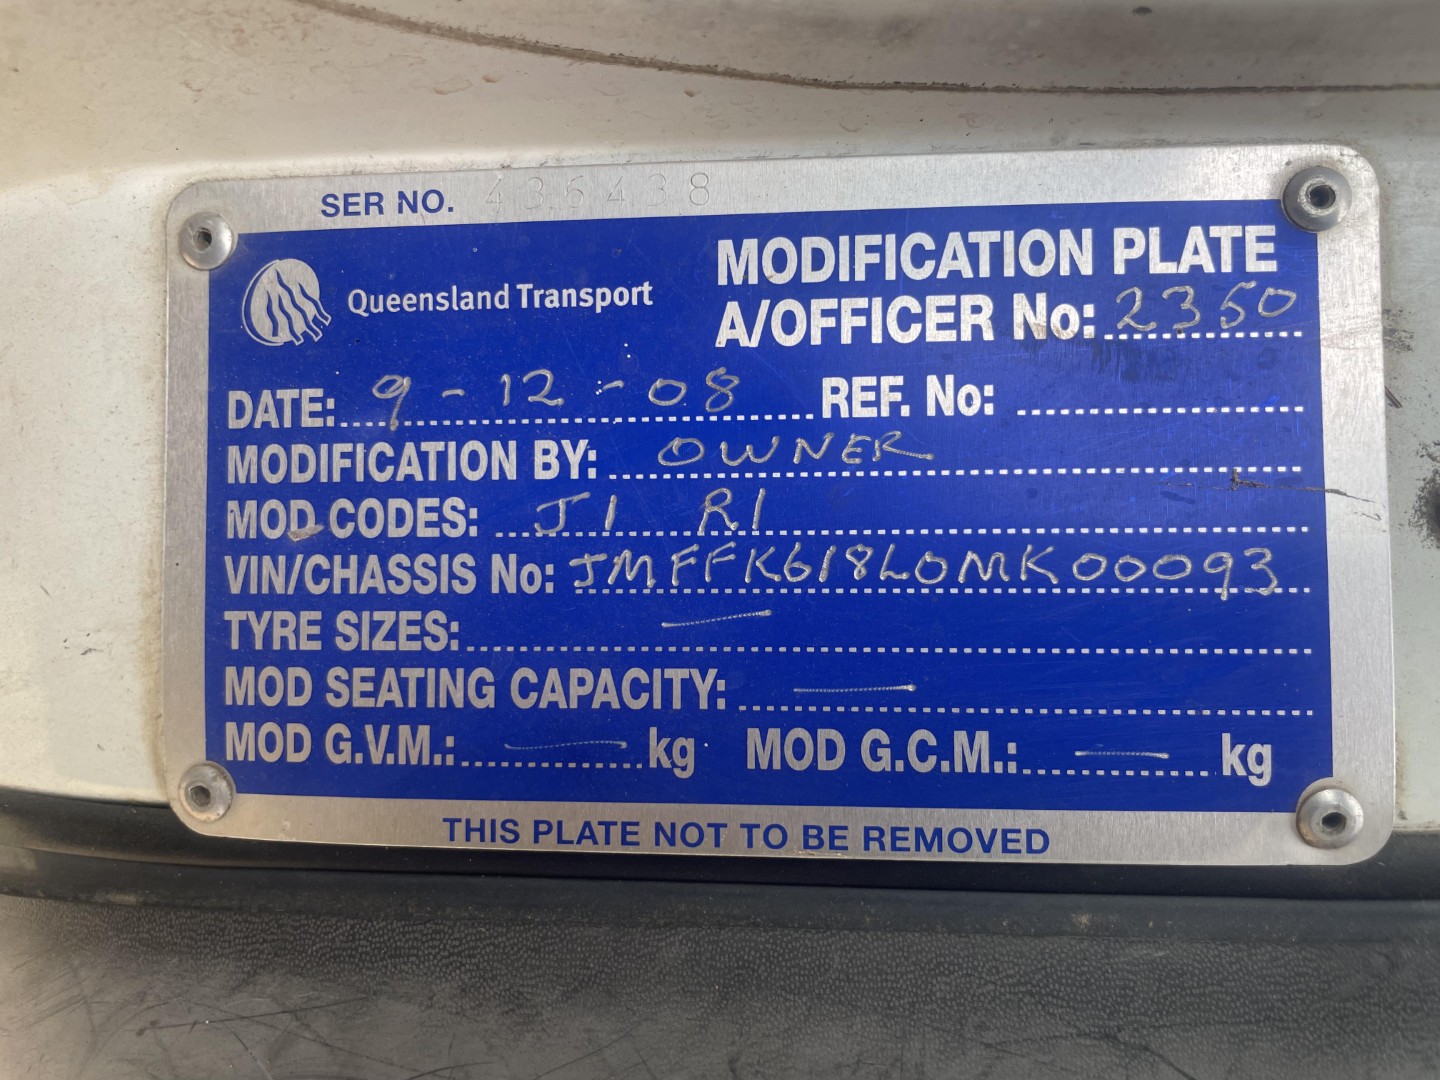 SER NO. 436438
Queensland Transport
MODIFICATION PLATE
A/OFFICER No: 2350
DATE: 9-12-08 REF. No:
MODIFICATION BY: OWNER
MOD CODES: J1 R1
VIN/CHASSIS No: JMFFK618L0MK00093
TYRE SIZES: —
MOD SEATING CAPACITY: —
MOD G.V.M.: — kg MOD G.C.M.: — kg
THIS PLATE NOT TO BE REMOVED